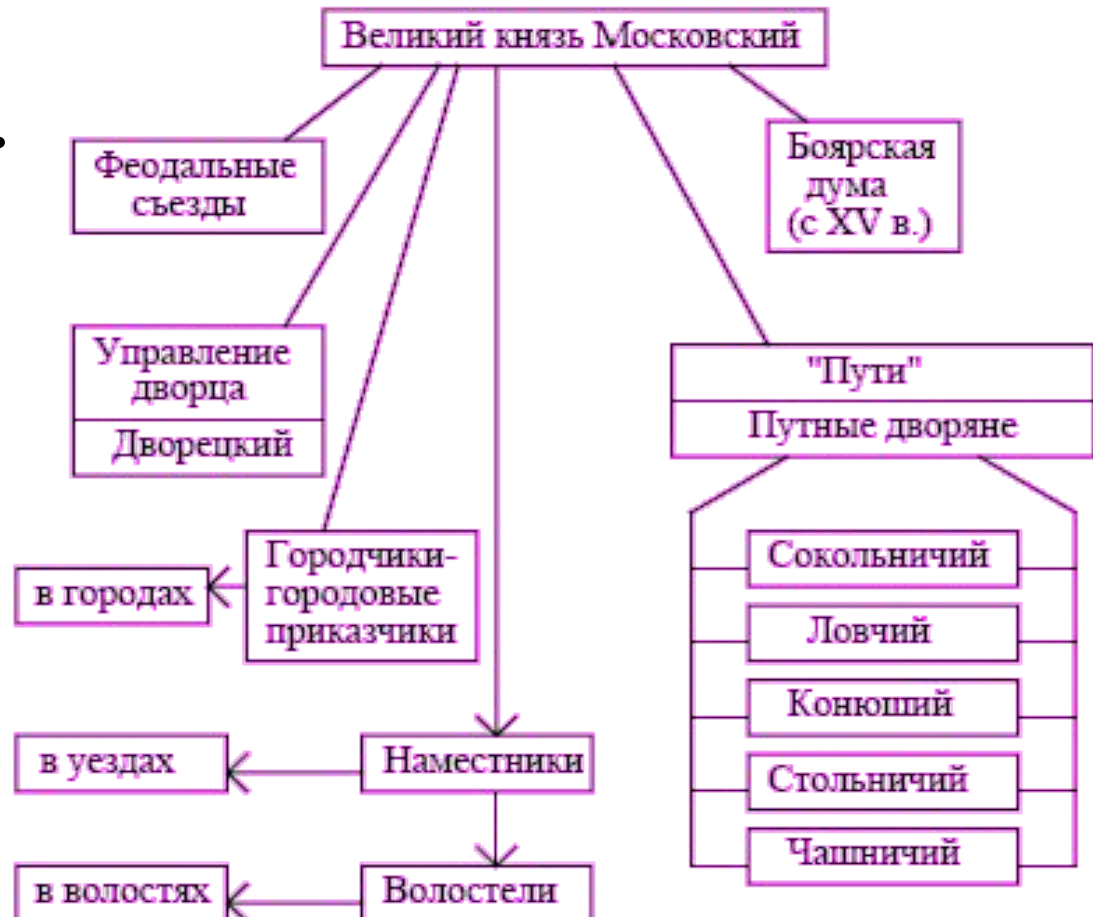 Великий князь Московский
Феодальные
съезды
Боярская
дума
(с XV в.)
Управление
дворца
Дворецкий
"Пути"
Путные дворяне
Городчики-
городовые
приказчики
в городах
Сокольничий
Ловчий
Конюший
Стольничий
Чашничий
Наместники
в уездах
Волостели
в волостях